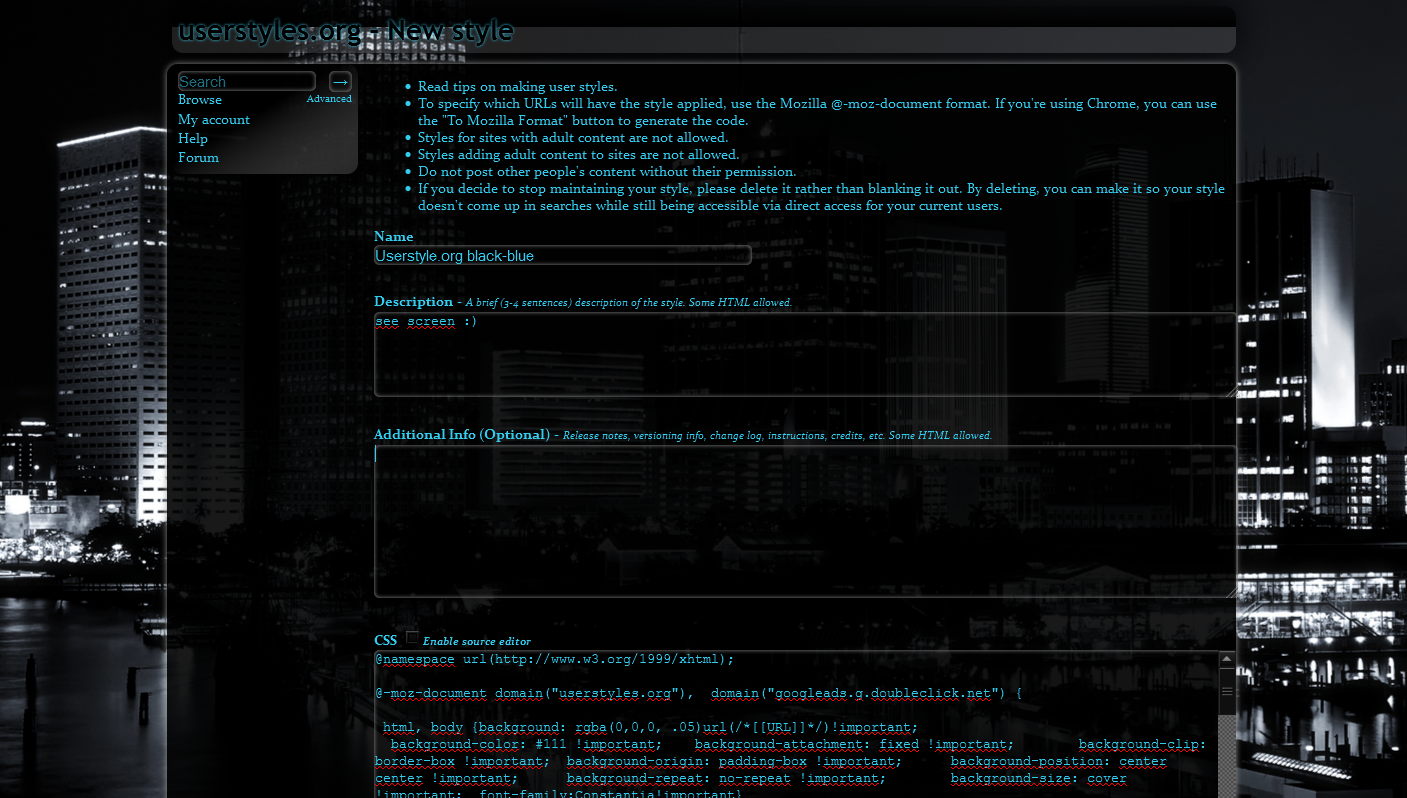 userstyles.org - New style
Search →
Browse Advanced
My account
Help
Forum
• Read tips on making user styles.
• To specify which URLs will have the style applied, use the Mozilla @-moz-document format. If you're using Chrome, you can use
the "To Mozilla Format" button to generate the code.
• Styles for sites with adult content are not allowed.
• Styles adding adult content to sites are not allowed.
• Do not post other people's content without their permission.
• If you decide to stop maintaining your style, please delete it rather than blanking it out. By deleting, you can make it so your style
doesn't come up in searches while still being accessible via direct access for your current users.
Name
Userstyle.org black-blue
Description - A brief (3-4 sentences) description of the style. Some HTML allowed.
see screen :)
Additional Info (Optional) - Release notes, versioning info, change log, instructions, credits, etc. Some HTML allowed.
CSS Enable source editor
@namespace url(http://www.w3.org/1999/xhtml);
@-moz-document domain("userstyles.org"), domain("googleads.g.doubleclick.net") {
html, body {background: rgba(0,0,0, .05)url(/*[[URL]]*/)!important;
background-color: #111 !important; background-attachment: fixed !important; background-clip:
border-box !important; background-origin: padding-box !important; background-position: center
center !important; background-repeat: no-repeat !important; background-size: cover
!important; font-family:Constantia!important}